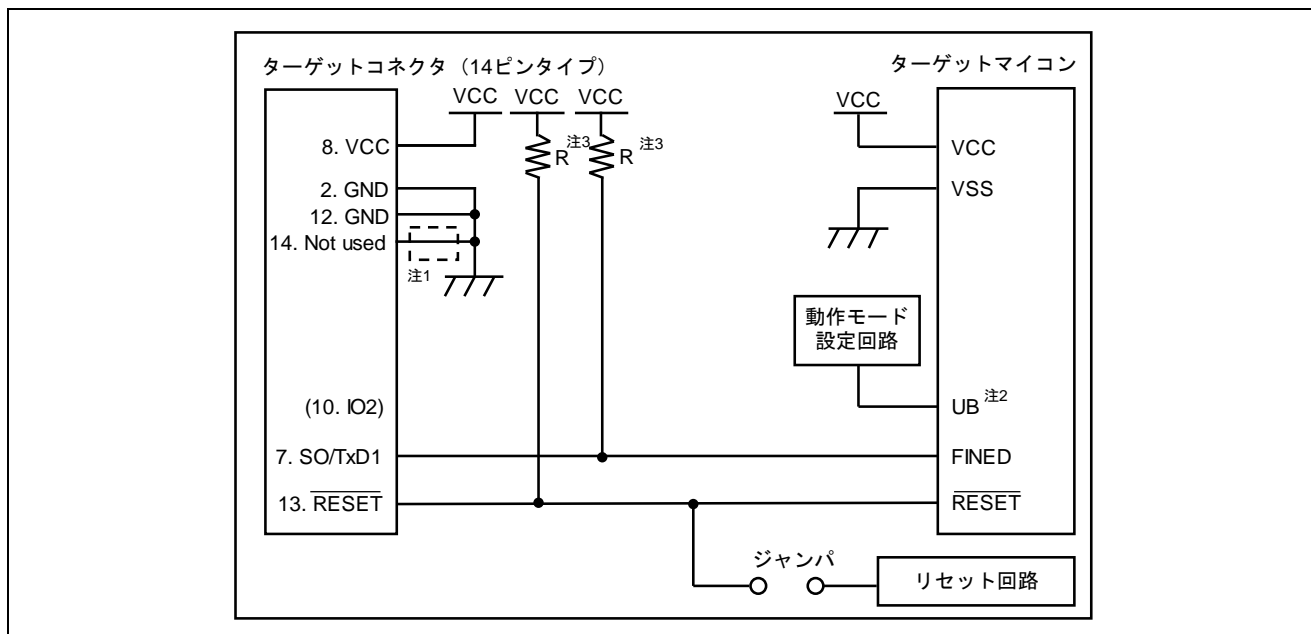 ターゲットコネクタ (14ピンタイプ)
ターゲットマイコン
VCC
VCC
VCC
VCC
8. VCC
R 注3
R 注3
VCC
2. GND
VSS
12. GND
14. Not used
注1
動作モード
設定回路
(10. IO2)
UB 注2
7. SO/TxD1
FINED
13. RESET
RESET
ジャンパ
リセット回路